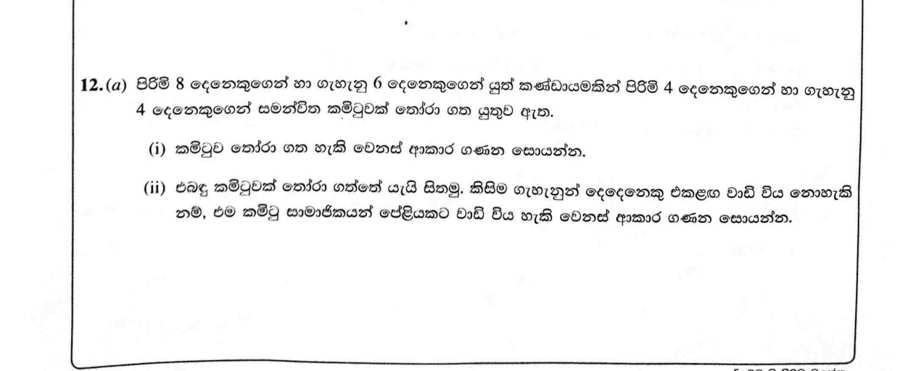 12.(a) පිරිමි 8 දෙනෙකුගෙන් හා ගැහැනු 6 දෙනෙකුගෙන් යුත් කණ්ඩායමකින් පිරිමි 4 දෙනෙකුගෙන් හා ගැහැනු
4 දෙනෙකුගෙන් සමන්විත කමිටුවක් තෝරා ගත යුතුව ඇත.
(i) කමිටුව තෝරා ගත හැකි වෙනස් ආකාර ගණන සොයන්න.
(ii) එබඳු කමිටුවක් තෝරා ගත්තේ යැයි සිතමු. කිසිම ගැහැනුන් දෙදෙනෙකු එකළඟ වාඩි විය නොහැකි
නම්, එම කමිටු සාමාජිකයන් පේළියකට වාඩි විය හැකි වෙනස් ආකාර ගණන සොයන්න.